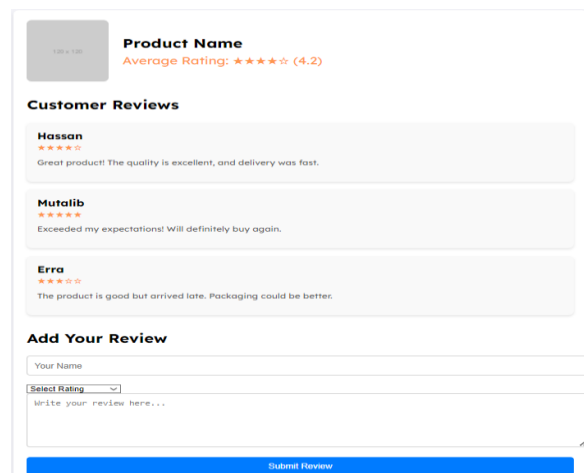 120 x 120
Product Name
Average Rating: ★★★★☆ (4.2)
Customer Reviews
Hassan
★★★★☆
Great product! The quality is excellent, and delivery was fast.
Mutalib
★★★★★
Exceeded my expectations! Will definitely buy again.
Erra
★★★☆☆
The product is good but arrived late. Packaging could be better.
Add Your Review
Your Name
Select Rating
Write your review here...
Submit Review